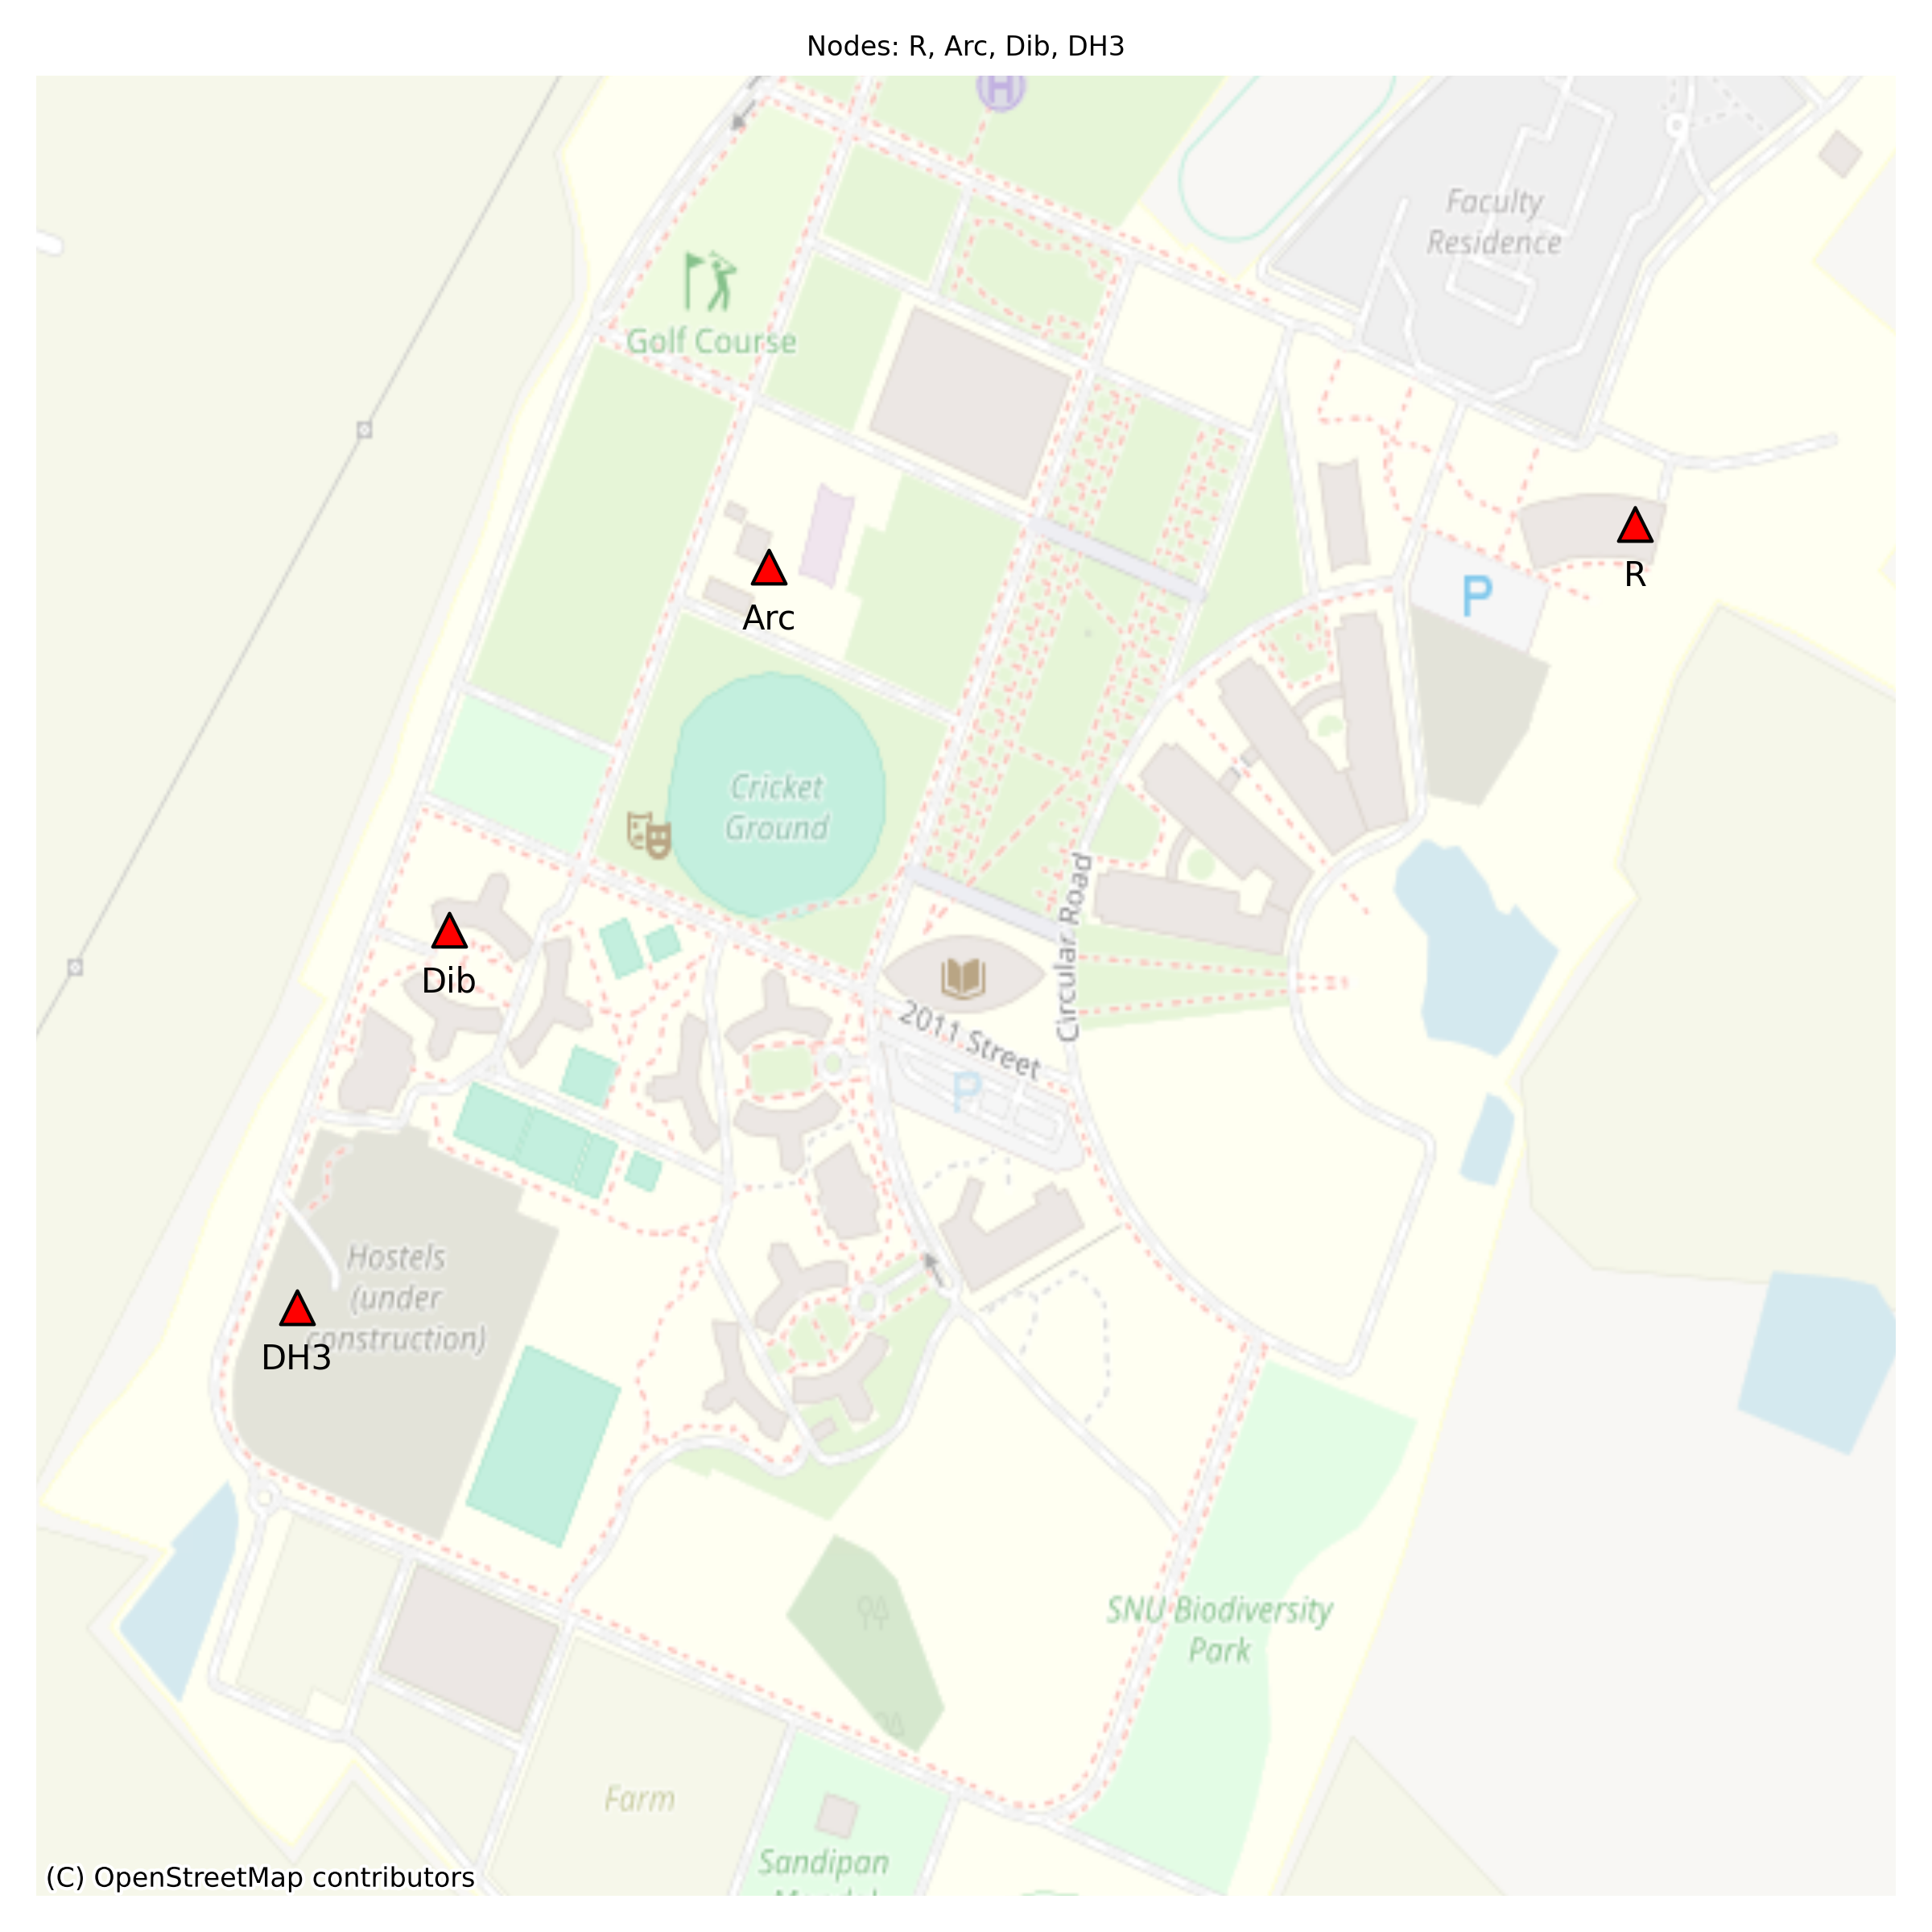 Nodes: R, Arc, Dib, DH3
H
Faculty
Residence
Golf Course
R
Arc
P
Cricket
Ground
Dib
Circular Road
2011 Street
P
Hostels
(under
construction)
DH3
SNU Biodiversity
Park
Farm
Sandipan
(C) OpenStreetMap contributors